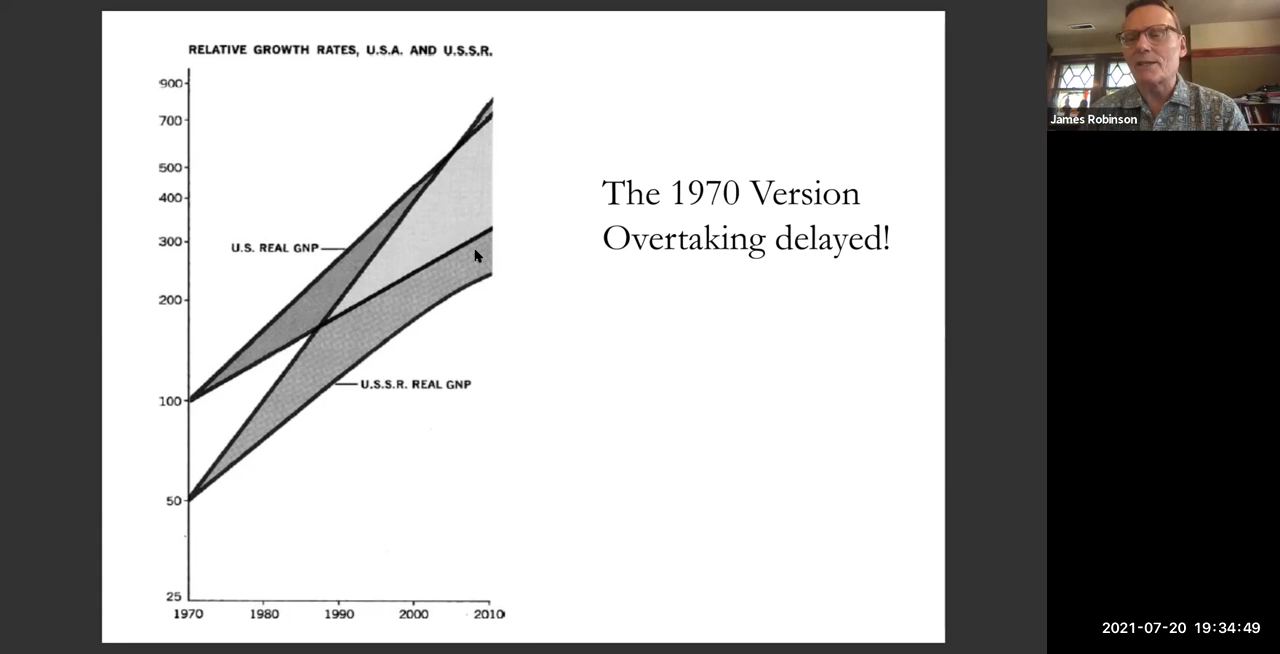 RELATIVE GROWTH RATES, U.S.A. AND U.S.S.R.
900
700
500
400
300
200
100
50
25
U.S. REAL GNP
U.S.S.R. REAL GNP
1970 1980 1990 2000 2010
The 1970 Version
Overtaking delayed!
James Robinson
2021-07-20 19:34:49